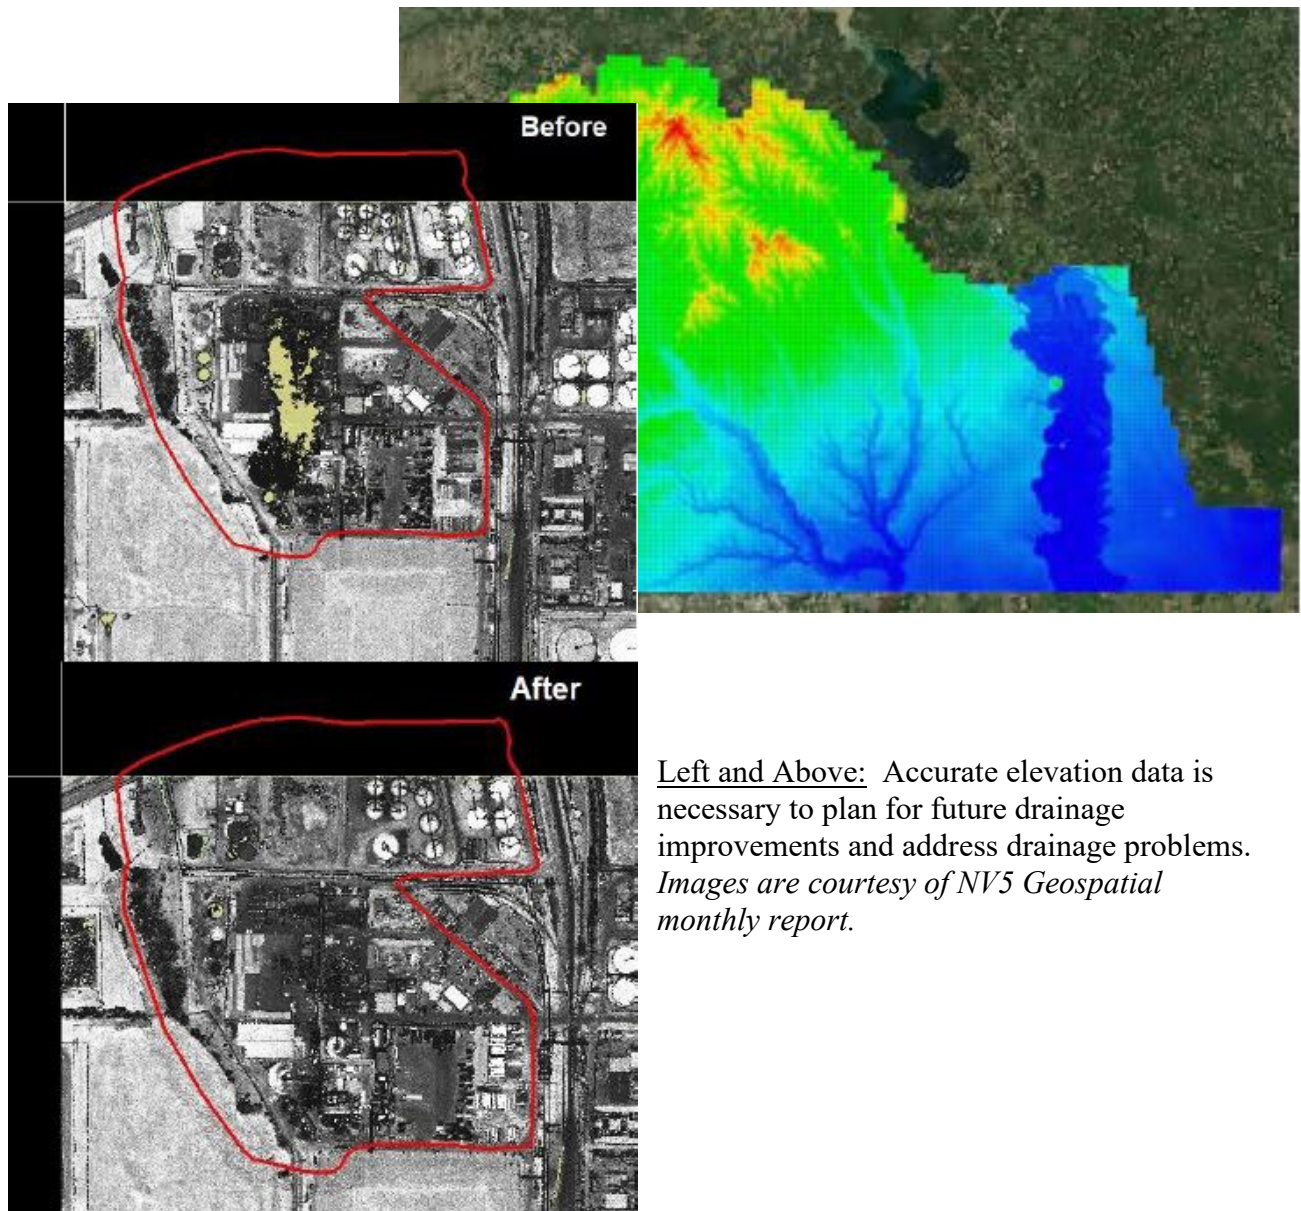 Before
After
Left and Above:  Accurate elevation data is
necessary to plan for future drainage
improvements and address drainage problems.
Images are courtesy of NV5 Geospatial
monthly report.